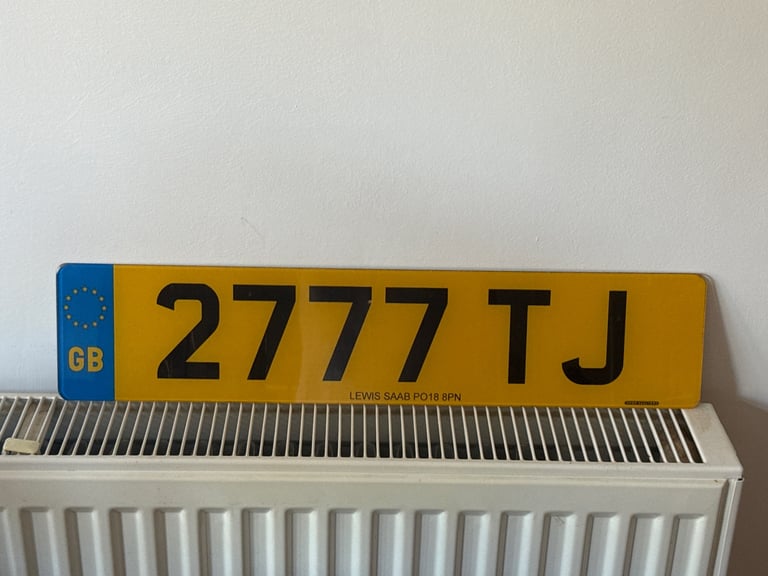 GB
2777 TJ
LEWIS SAAB PO18 8PN